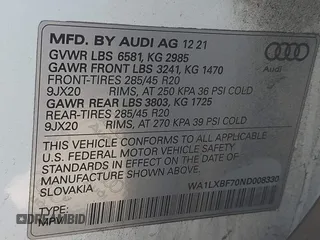 MFD. BY AUDI AG 12 21
GVWR LBS 6581, KG 2985
GAWR FRONT LBS 3241, KG 1470
FRONT-TIRES 285/45 R20
9JX20 RIMS, AT 250 KPA 36 PSI COLD
GAWR REAR LBS 3803, KG 1725
REAR-TIRES 285/45 R20
9JX20 RIMS, AT 270 KPA 39 PSI COLD
THIS VEHICLE CONFORMS TO ALL APPLICABLE
U.S. FEDERAL MOTOR VEHICLE
SAFETY STANDARDS IN EFFECT ON THE DATE OF
MANUFACTURE SHOWN ABOVE
SLOVAKIA WA1LXBF70ND008330
TYPE: MPV
Audi
DREAMBID.COM